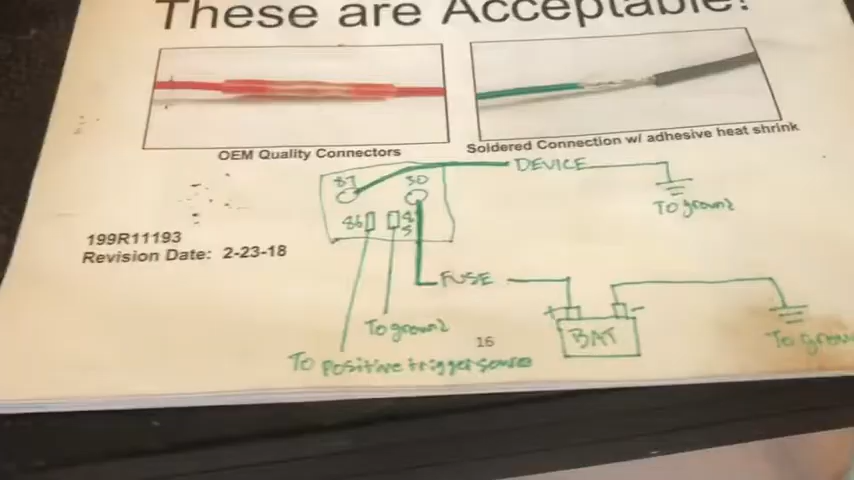 These are Acceptable!
OEM Quality Connectors
Soldered Connection w/ adhesive heat shrink
87
30
DEVICE
To ground
86
85
199R11193
Revision Date: 2-23-18
FUSE
+
-
BAT
To ground
To ground
16
To positive trigger source